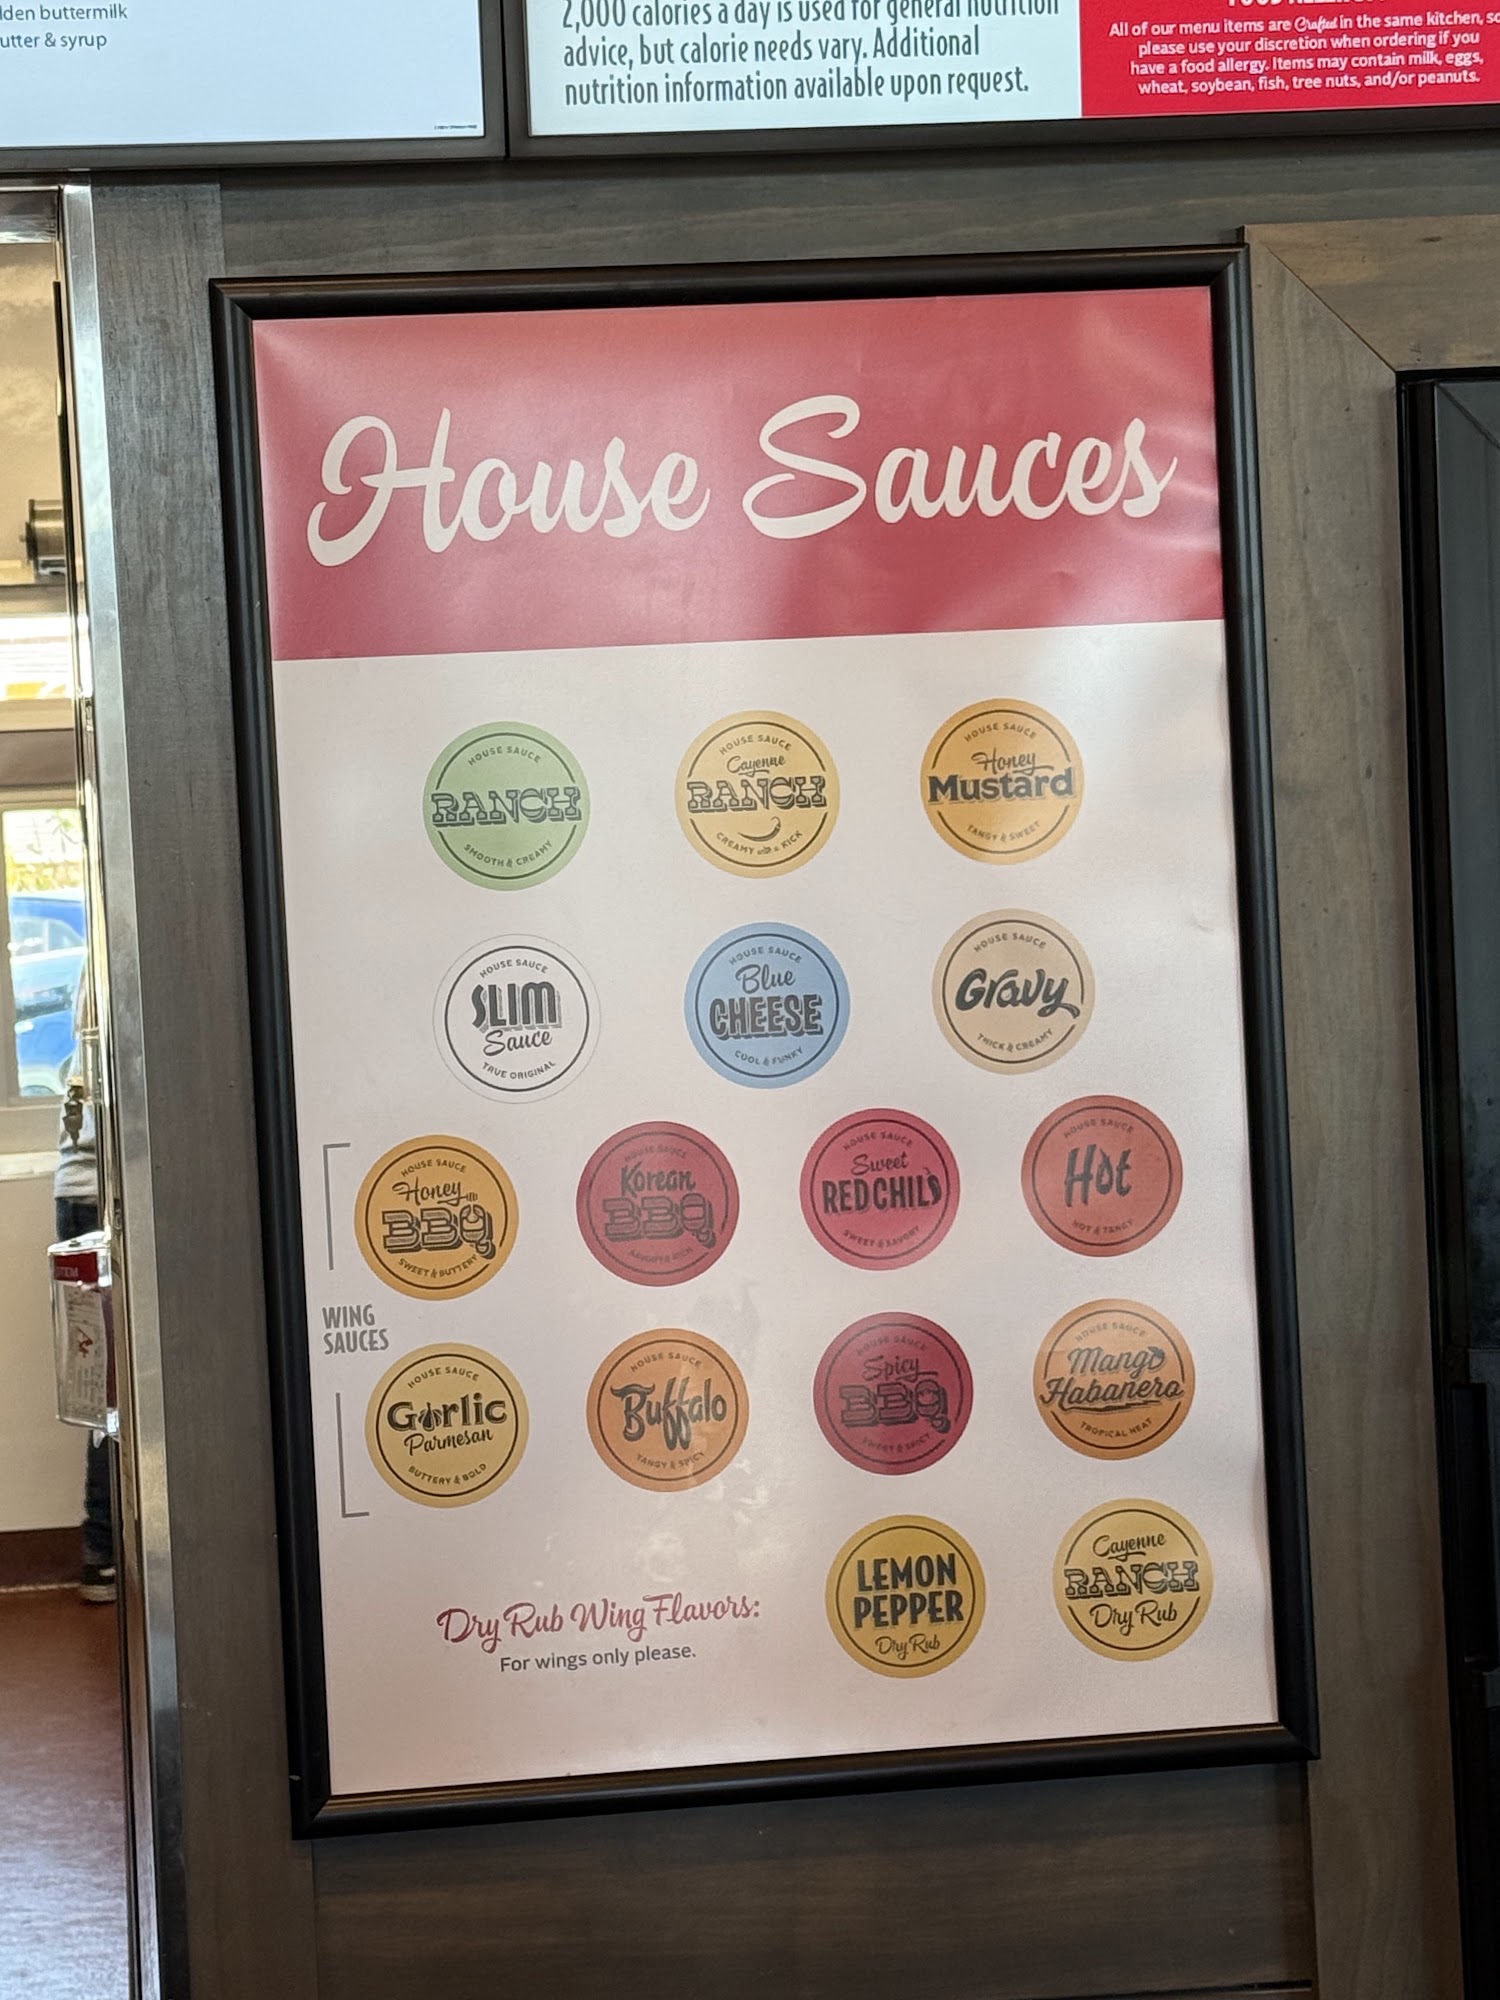 lden buttermilk
utter & syrup
2,000 calories a day is used for general nutrition
advice, but calorie needs vary. Additional
nutrition information available upon request.
All of our menu items are Crafted in the same kitchen, so
please use your discretion when ordering if you
have a food allergy. Items may contain milk, eggs,
wheat, soybean, fish, tree nuts, and/or peanuts.
House Sauces
HOUSE SAUCE
RANCH
SMOOTH & CREAMY
HOUSE SAUCE
Cayenne
RANCH
CREAMY with a KICK
HOUSE SAUCE
Honey
Mustard
TANGY & SWEET
HOUSE SAUCE
SLIM
Sauce
TRUE ORIGINAL
HOUSE SAUCE
Blue
CHEESE
COOL & FUNKY
HOUSE SAUCE
Gravy
THICK & CREAMY
WING
SAUCES
HOUSE SAUCE
Honey
BBQ
SWEET & BUTTERY
HOUSE SAUCE
Korean
BBQ
HOUSE SAUCE
Sweet
RED CHILI
SWEET & SAVORY
HOUSE SAUCE
Hot
HOT & TANGY
HOUSE SAUCE
Garlic
Parmesan
BUTTERY & BOLD
HOUSE SAUCE
Buffalo
TANGY & SPICY
HOUSE SAUCE
Spicy
BBQ
SWEET & SPICY
HOUSE SAUCE
Mango
Habanero
TROPICAL HEAT
Dry Rub Wing Flavors:
For wings only please.
LEMON
PEPPER
Dry Rub
Cayenne
RANCH
Dry Rub